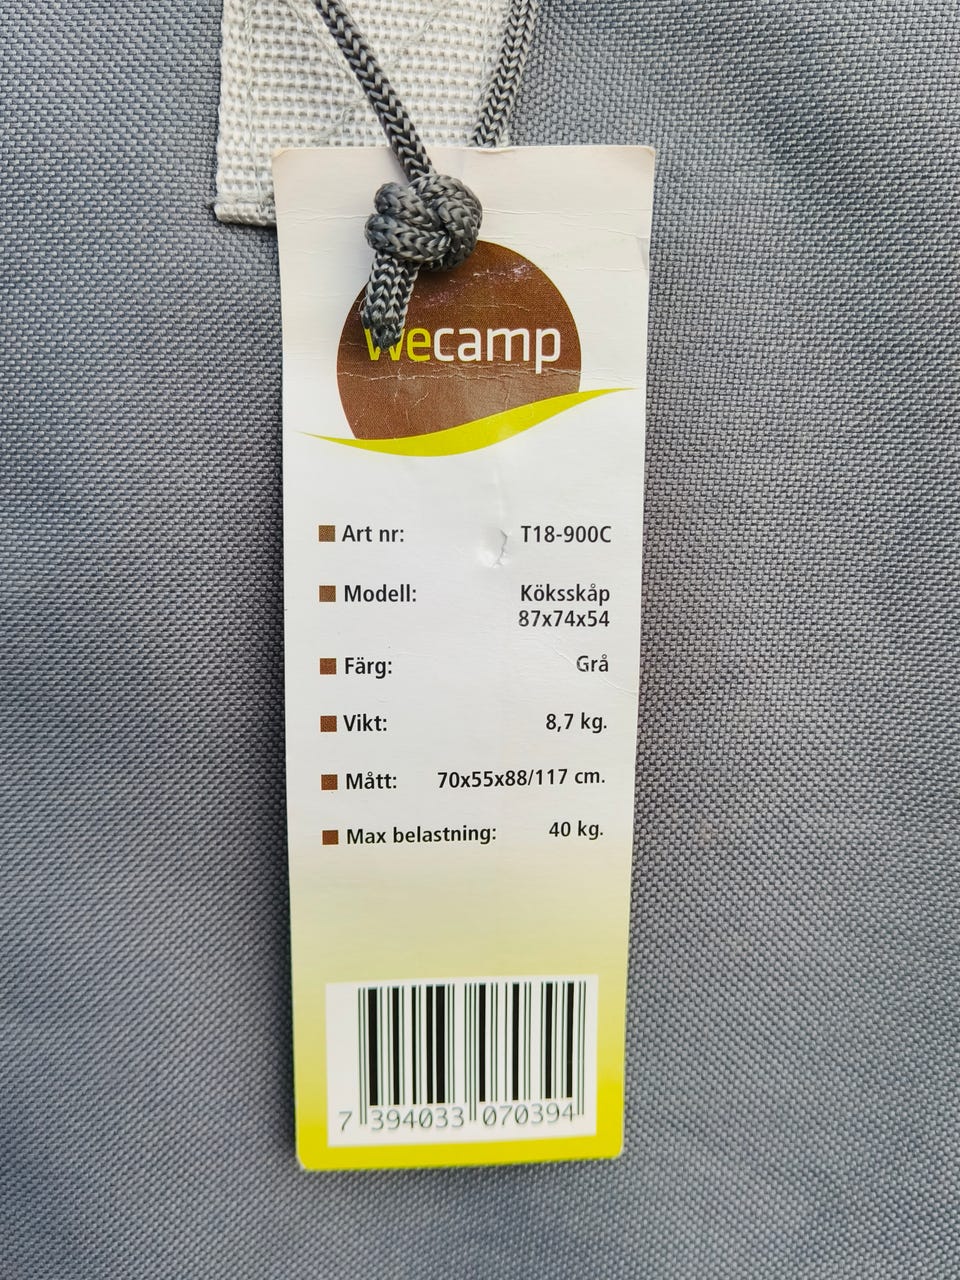 wecamp
Art nr: T18-900C
Modell: Köksskåp
87x74x54
Färg: Grå
Vikt: 8,7 kg.
Mått: 70x55x88/117 cm.
Max belastning: 40 kg.
7 394033 070394